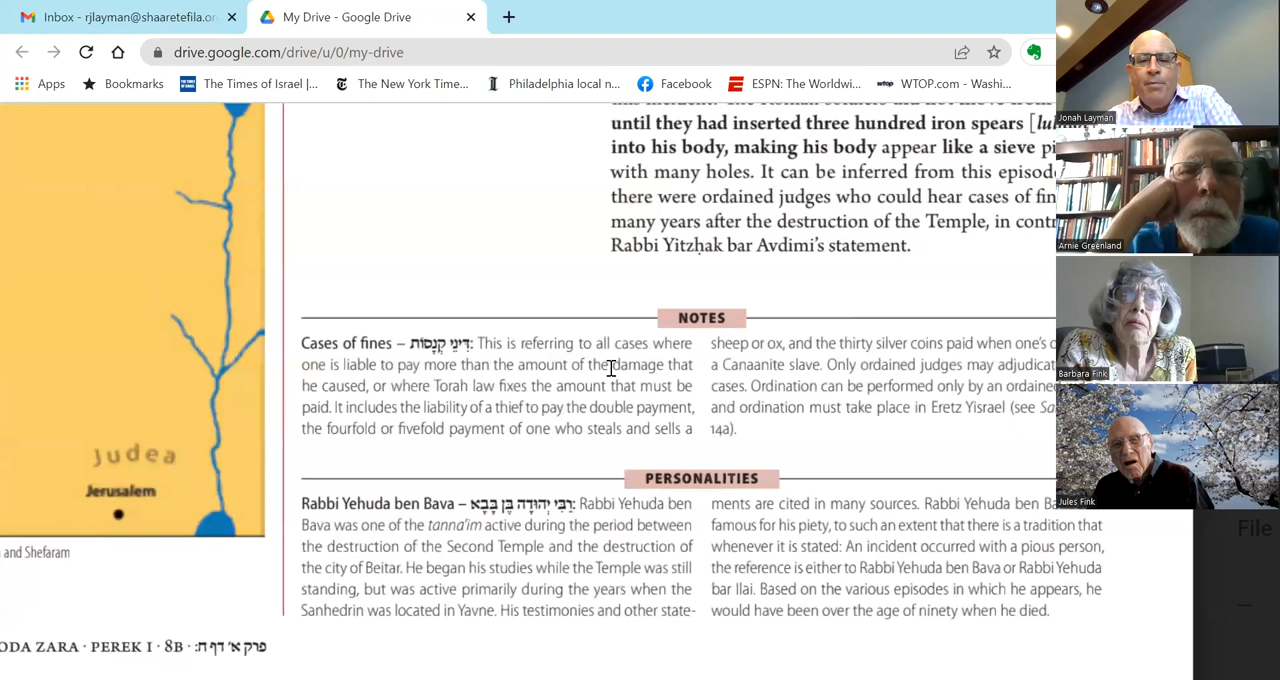 Inbox - rjlayman@shaaretefila.or
My Drive - Google Drive
drive.google.com/drive/u/0/my-drive
Apps
Bookmarks
The Times of Israel |...
The New York Time...
Philadelphia local n...
Facebook
ESPN: The Worldwi...
WTOP.com - Washi...
this incident: The Roman soldiers did not move from
until they had inserted three hundred iron spears
into his body, making his body appear like a sieve
with many holes. It can be inferred from this episode
there were ordained judges who could hear cases of
many years after the destruction of the Temple, in
Rabbi Yitzḥak bar Avdimi's statement.
NOTES
Cases of fines – דִּינֵי קְנָסוֹת: This is referring to all cases where
one is liable to pay more than the amount of the damage that
he caused, or where Torah law fixes the amount that must be
paid. It includes the liability of a thief to pay the double payment,
the fourfold or fivefold payment of one who steals and sells a
sheep or ox, and the thirty silver coins paid when one's
a Canaanite slave. Only ordained judges may
cases. Ordination can be performed only by an
and ordination must take place in Eretz Yisrael (see
14a).
PERSONALITIES
Rabbi Yehuda ben Bava – רַבִּי יְהוּדָה בֶּן בָּבָא: Rabbi Yehuda ben
Bava was one of the tanna'im active during the period between
the destruction of the Second Temple and the destruction of
the city of Beitar. He began his studies while the Temple was still
standing, but was active primarily during the years when the
Sanhedrin was located in Yavne. His testimonies and other state-
ments are cited in many sources. Rabbi Yehuda ben
famous for his piety, to such an extent that there is a tradition that
whenever it is stated: An incident occurred with a pious person,
the reference is either to Rabbi Yehuda ben Bava or Rabbi Yehuda
bar Ilai. Based on the various episodes in which he appears, he
would have been over the age of ninety when he died.
Judea
Jerusalem
and Shefaram
ODA ZARA · PEREK I · 8B · פרק א׳ דף ח:
Jonah Layman
Arnie Greenland
Barbara Fink
Jules Fink
File